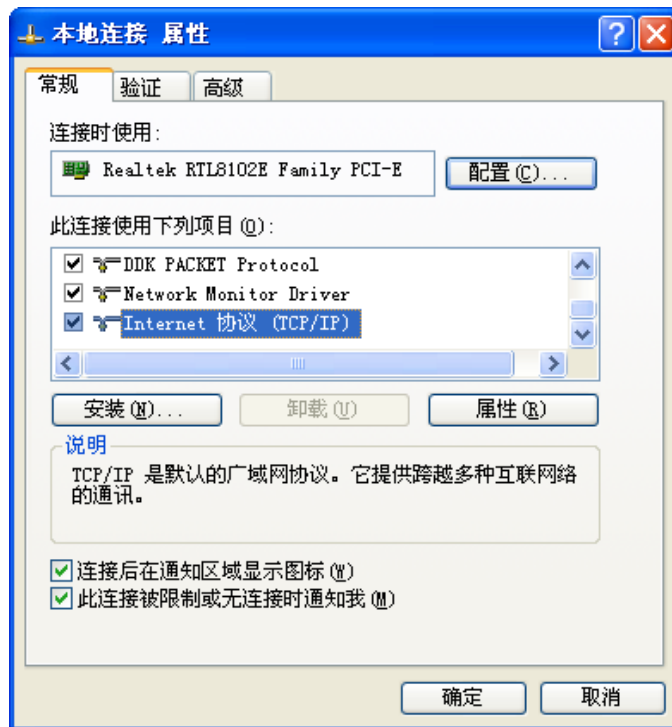 本地连接 属性
常规 验证 高级
连接时使用:
Realtek RTL8102E Family PCI-E
配置(C)...
此连接使用下列项目(O):
DDK PACKET Protocol
Network Monitor Driver
Internet 协议 (TCP/IP)
安装(N)... 卸载(U) 属性(R)
说明
TCP/IP 是默认的广域网协议。它提供跨越多种互联网络
的通讯。
连接后在通知区域显示图标(W)
此连接被限制或无连接时通知我(M)
确定 取消